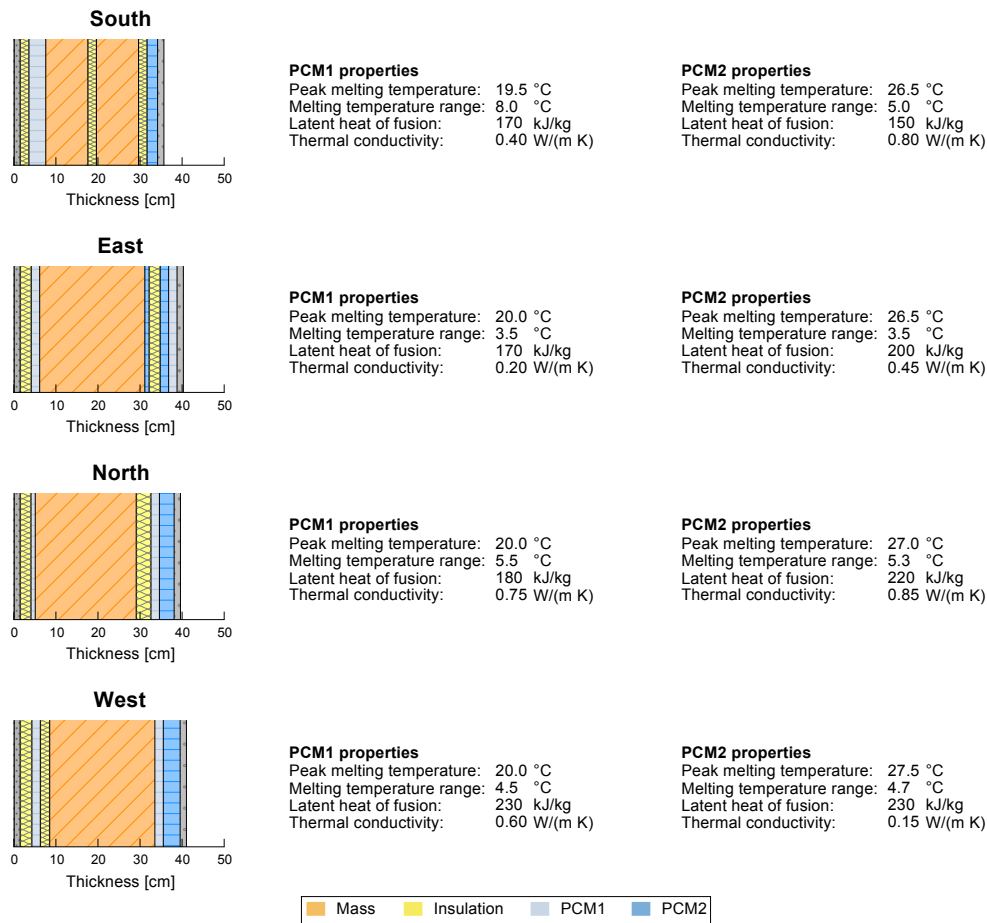 South
0 10 20 30 40 50
Thickness [cm]
PCM1 properties
Peak melting temperature: 19.5 °C
Melting temperature range: 8.0 °C
Latent heat of fusion: 170 kJ/kg
Thermal conductivity: 0.40 W/(m K)
PCM2 properties
Peak melting temperature: 26.5 °C
Melting temperature range: 5.0 °C
Latent heat of fusion: 150 kJ/kg
Thermal conductivity: 0.80 W/(m K)
East
0 10 20 30 40 50
Thickness [cm]
PCM1 properties
Peak melting temperature: 20.0 °C
Melting temperature range: 3.5 °C
Latent heat of fusion: 170 kJ/kg
Thermal conductivity: 0.20 W/(m K)
PCM2 properties
Peak melting temperature: 26.5 °C
Melting temperature range: 3.5 °C
Latent heat of fusion: 200 kJ/kg
Thermal conductivity: 0.45 W/(m K)
North
0 10 20 30 40 50
Thickness [cm]
PCM1 properties
Peak melting temperature: 20.0 °C
Melting temperature range: 5.5 °C
Latent heat of fusion: 180 kJ/kg
Thermal conductivity: 0.75 W/(m K)
PCM2 properties
Peak melting temperature: 27.0 °C
Melting temperature range: 5.3 °C
Latent heat of fusion: 220 kJ/kg
Thermal conductivity: 0.85 W/(m K)
West
0 10 20 30 40 50
Thickness [cm]
PCM1 properties
Peak melting temperature: 20.0 °C
Melting temperature range: 4.5 °C
Latent heat of fusion: 230 kJ/kg
Thermal conductivity: 0.60 W/(m K)
PCM2 properties
Peak melting temperature: 27.5 °C
Melting temperature range: 4.7 °C
Latent heat of fusion: 230 kJ/kg
Thermal conductivity: 0.15 W/(m K)
Mass Insulation PCM1 PCM2